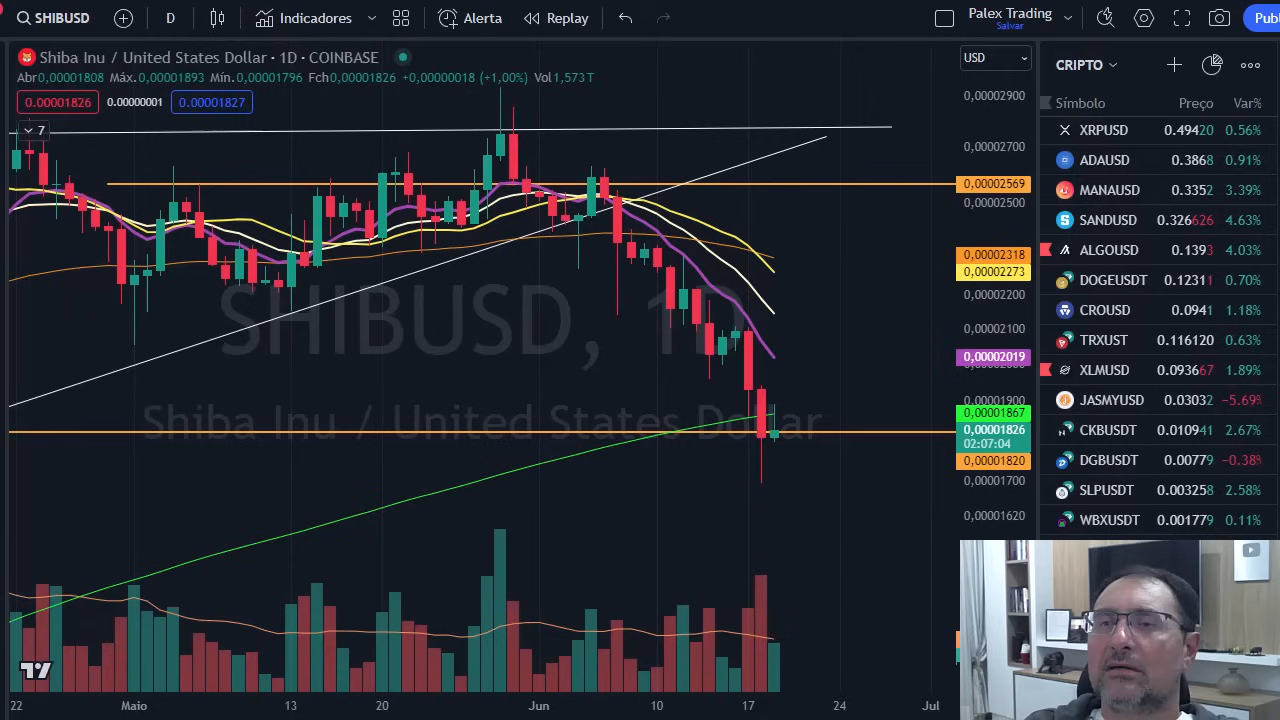 SHIBUSD D Indicadores Alerta Replay Palex Trading Publ
Salvar
Shiba Inu / United States Dollar · 1D · COINBASE
Abr0,00001808 Máx.0,00001893 Mín.0,00001796 Fch0,00001826 +0,00000018 (+1,00%) Vol1,573 T
0.00001826 0.00000001 0.00001827
7
USD
0.00002900
0.00002700
0,00002569
0.00002500
0,00002318
0,00002273
0.00002200
0.00002100
0,00002019
0.00001900
0,00001867
0,00001826
02:07:04
0,00001820
0.00001700
0.00001620
SHIBUSD, 1D
Shiba Inu / United States Dollar
22 Maio 13 20 Jun 10 17 24 Jul
CRIPTO
Símbolo Preço Var%
XRPUSD 0.49420 0.56%
ADAUSD 0.3868 0.91%
MANAUSD 0.3352 3.39%
SANDUSD 0.326626 4.63%
ALGOUSD 0.1393 4.03%
DOGEUSDT 0.12311 0.70%
CROUSD 0.0941 1.18%
TRXUST 0.116120 0.63%
XLMUSD 0.093667 1.89%
JASMYUSD 0.03032 -5.69%
CKBUSDT 0.010941 2.67%
DGBUSDT 0.00779 -0.38%
SLPUSDT 0.003258 2.58%
WBXUSDT 0.001779 0.11%